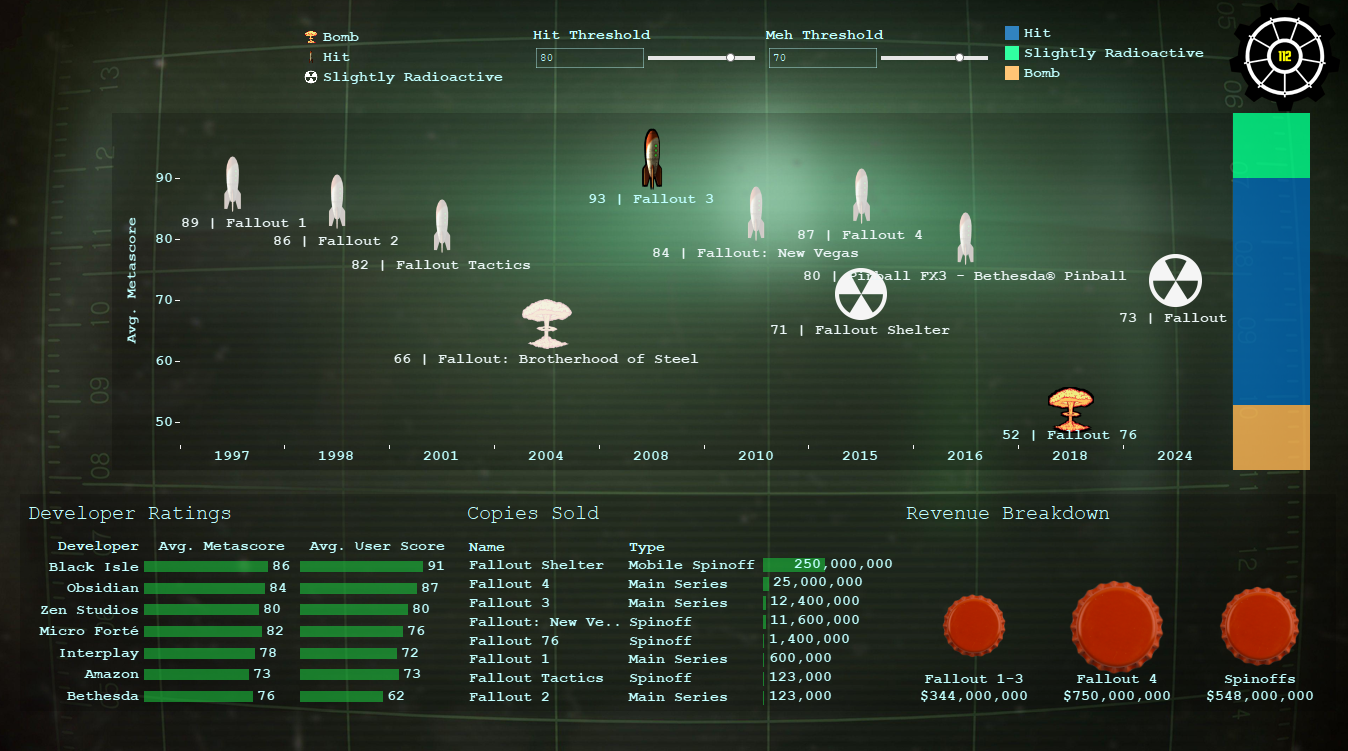 Bomb
Hit
Slightly Radioactive
Hit Threshold
80
Meh Threshold
70
Hit
Slightly Radioactive
Bomb
112
Avg. Metascore
90
80
70
60
50
89 | Fallout 1
86 | Fallout 2
82 | Fallout Tactics
66 | Fallout: Brotherhood of Steel
93 | Fallout 3
84 | Fallout: New Vegas
87 | Fallout 4
71 | Fallout Shelter
80 | Pinball FX3 - Bethesda® Pinball
52 | Fallout 76
73 | Fallout
1997
1998
2001
2004
2008
2010
2015
2016
2018
2024
Developer Ratings
Developer Avg. Metascore Avg. User Score
Black Isle 86 91
Obsidian 84 87
Zen Studios 80 80
Micro Forté 82 76
Interplay 78 72
Amazon 73 73
Bethesda 76 62
Copies Sold
Name Type
Fallout Shelter Mobile Spinoff 250,000,000
Fallout 4 Main Series 25,000,000
Fallout 3 Main Series 12,400,000
Fallout: New Ve.. Spinoff 11,600,000
Fallout 76 Spinoff 1,400,000
Fallout 1 Main Series 600,000
Fallout Tactics Spinoff 123,000
Fallout 2 Main Series 123,000
Revenue Breakdown
Fallout 1-3
$344,000,000
Fallout 4
$750,000,000
Spinoffs
$548,000,000
13
12
10
09
08